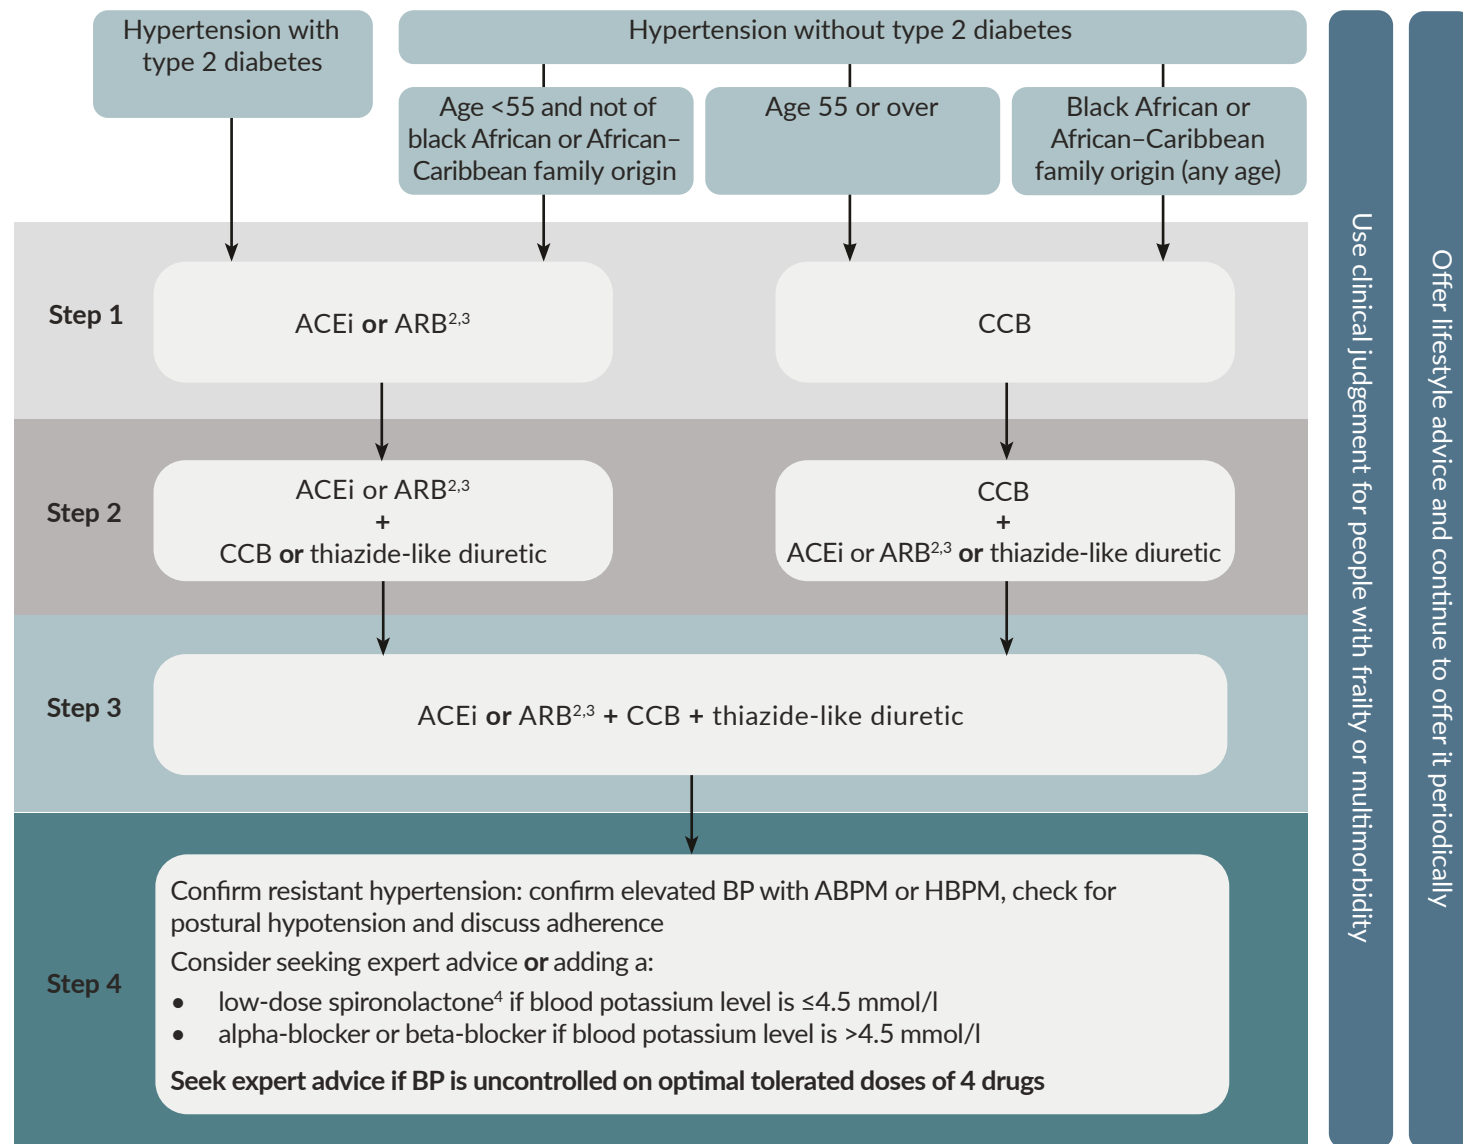 Hypertension with
type 2 diabetes
Hypertension without type 2 diabetes
Age <55 and not of
black African or African–
Caribbean family origin
Age 55 or over
Black African or
African–Caribbean
family origin (any age)
Step 1
ACEi or ARB2,3
CCB
Step 2
ACEi or ARB2,3
+
CCB or thiazide-like diuretic
CCB
+
ACEi or ARB2,3 or thiazide-like diuretic
Step 3
ACEi or ARB2,3 + CCB + thiazide-like diuretic
Step 4
Confirm resistant hypertension: confirm elevated BP with ABPM or HBPM, check for
postural hypotension and discuss adherence
Consider seeking expert advice or adding a:
• low-dose spironolactone4 if blood potassium level is ≤4.5 mmol/l
• alpha-blocker or beta-blocker if blood potassium level is >4.5 mmol/l
Seek expert advice if BP is uncontrolled on optimal tolerated doses of 4 drugs
Use clinical judgement for people with frailty or multimorbidity
Offer lifestyle advice and continue to offer it periodically